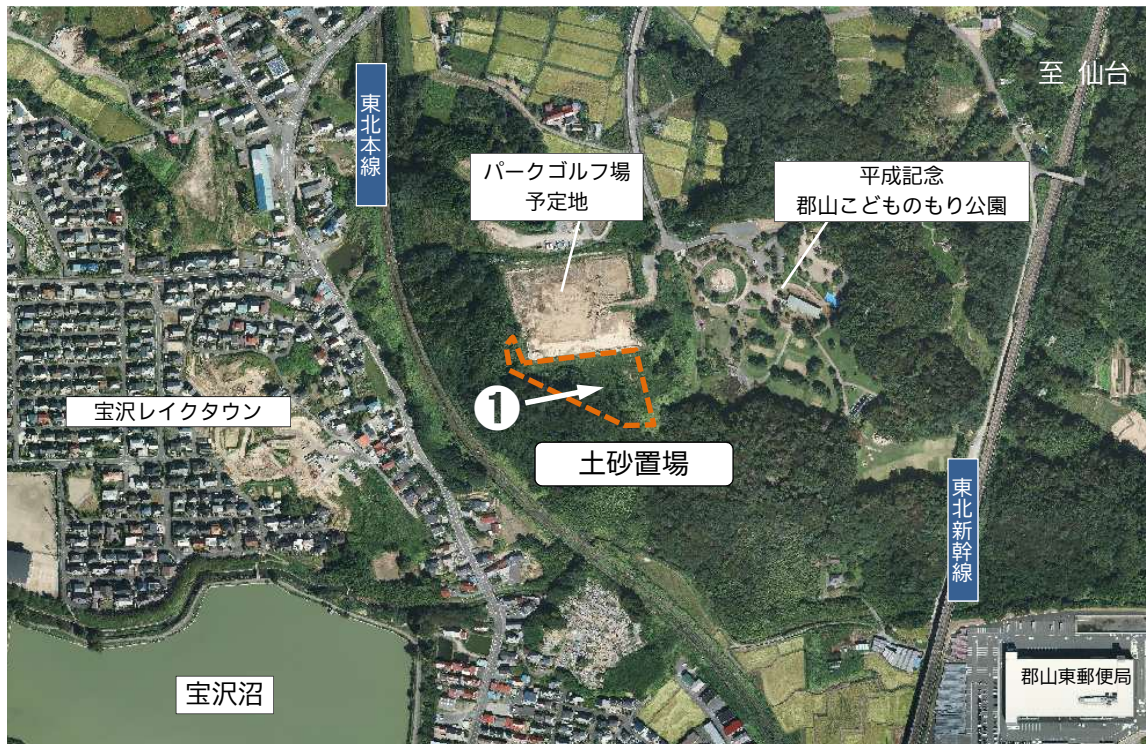 東北本線
至 仙台
パークゴルフ場
予定地
平成記念
郡山こどものもり公園
宝沢レイクタウン
1
土砂置場
東北新幹線
宝沢沼
郡山東郵便局